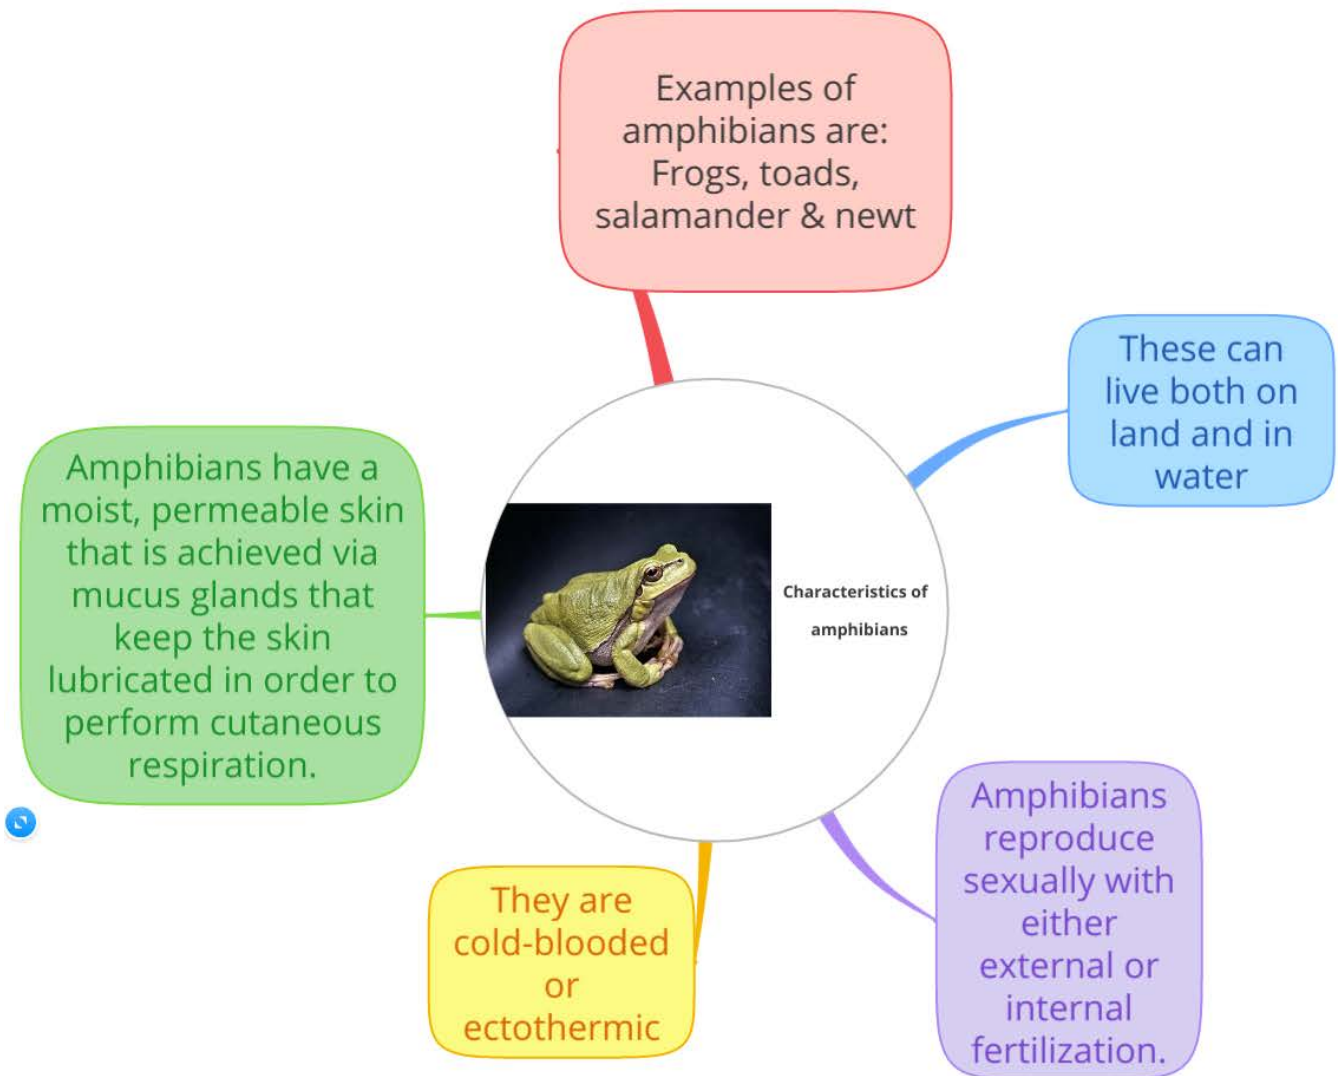 Examples of
amphibians are:
Frogs, toads,
salamander & newt
These can
live both on
land and in
water
Amphibians have a
moist, permeable skin
that is achieved via
mucus glands that
keep the skin
lubricated in order to
perform cutaneous
respiration.
Characteristics of
amphibians
Amphibians
reproduce
sexually with
either
external or
internal
fertilization.
They are
cold-blooded
or
ectothermic